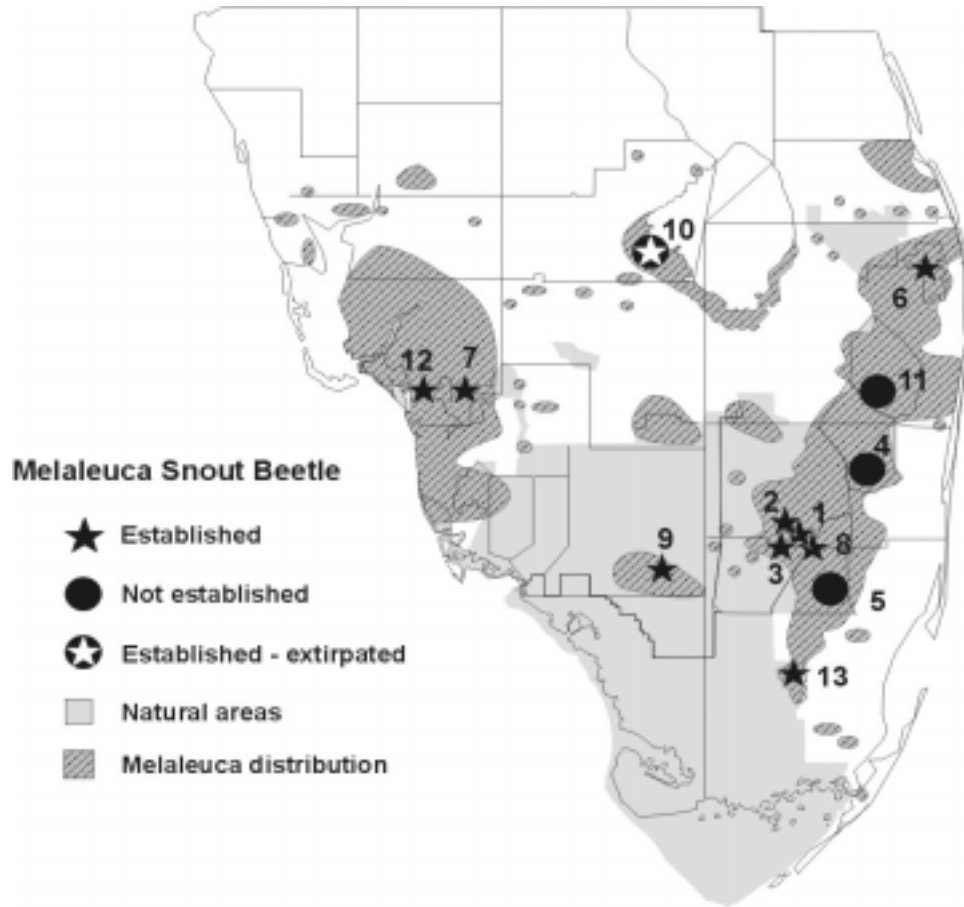 10
6
12 7
11
Melaleuca Snout Beetle
4
Established
2 1
9
3 8
Not established
5
Established - extirpated
13
Natural areas
Melaleuca distribution